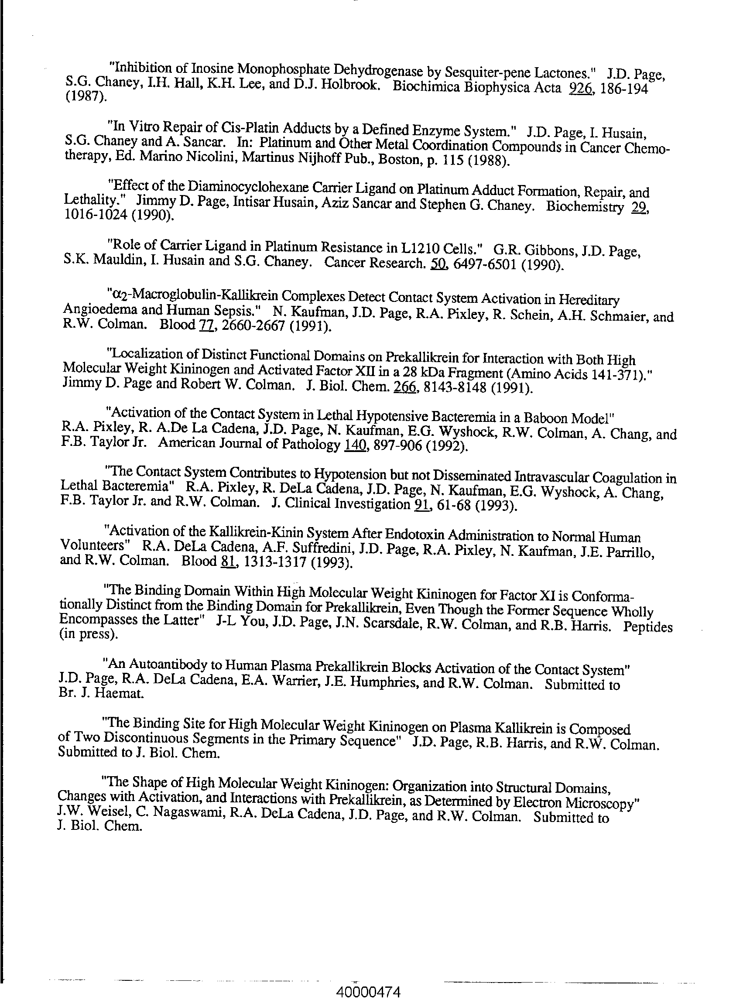 "Inhibition of Inosine Monophosphate Dehydrogenase by Sesquiter-pene Lactones." J.D. Page,
S.G. Chaney, I.H. Hall, K.H. Lee, and D.J. Holbrook. Biochimica Biophysica Acta 926, 186-194
(1987).
"In Vitro Repair of Cis-Platin Adducts by a Defined Enzyme System." J.D. Page, I. Husain,
S.G. Chaney and A. Sancar. In: Platinum and Other Metal Coordination Compounds in Cancer Chemo-
therapy, Ed. Marino Nicolini, Martinus Nijhoff Pub., Boston, p. 115 (1988).
"Effect of the Diaminocyclohexane Carrier Ligand on Platinum Adduct Formation, Repair, and
Lethality." Jimmy D. Page, Intisar Husain, Aziz Sancar and Stephen G. Chaney. Biochemistry 29,
1016-1024 (1990).
"Role of Carrier Ligand in Platinum Resistance in L1210 Cells." G.R. Gibbons, J.D. Page,
S.K. Mauldin, I. Husain and S.G. Chaney. Cancer Research. 50, 6497-6501 (1990).
"α2-Macroglobulin-Kallikrein Complexes Detect Contact System Activation in Hereditary
Angioedema and Human Sepsis." N. Kaufman, J.D. Page, R.A. Pixley, R. Schein, A.H. Schmaier, and
R.W. Colman. Blood 77, 2660-2667 (1991).
"Localization of Distinct Functional Domains on Prekallikrein for Interaction with Both High
Molecular Weight Kininogen and Activated Factor XII in a 28 kDa Fragment (Amino Acids 141-371)."
Jimmy D. Page and Robert W. Colman. J. Biol. Chem. 266, 8143-8148 (1991).
"Activation of the Contact System in Lethal Hypotensive Bacteremia in a Baboon Model"
R.A. Pixley, R. A.De La Cadena, J.D. Page, N. Kaufman, E.G. Wyshock, R.W. Colman, A. Chang, and
F.B. Taylor Jr. American Journal of Pathology 140, 897-906 (1992).
"The Contact System Contributes to Hypotension but not Disseminated Intravascular Coagulation in
Lethal Bacteremia" R.A. Pixley, R. DeLa Cadena, J.D. Page, N. Kaufman, E.G. Wyshock, A. Chang,
F.B. Taylor Jr. and R.W. Colman. J. Clinical Investigation 91, 61-68 (1993).
"Activation of the Kallikrein-Kinin System After Endotoxin Administration to Normal Human
Volunteers" R.A. DeLa Cadena, A.F. Suffredini, J.D. Page, R.A. Pixley, N. Kaufman, J.E. Parrillo,
and R.W. Colman. Blood 81, 1313-1317 (1993).
"The Binding Domain Within High Molecular Weight Kininogen for Factor XI is Conforma-
tionally Distinct from the Binding Domain for Prekallikrein, Even Though the Former Sequence Wholly
Encompasses the Latter" J-L You, J.D. Page, J.N. Scarsdale, R.W. Colman, and R.B. Harris. Peptides
(in press).
"An Autoantibody to Human Plasma Prekallikrein Blocks Activation of the Contact System"
J.D. Page, R.A. DeLa Cadena, E.A. Warrier, J.E. Humphries, and R.W. Colman. Submitted to
Br. J. Haemat.
"The Binding Site for High Molecular Weight Kininogen on Plasma Kallikrein is Composed
of Two Discontinuous Segments in the Primary Sequence" J.D. Page, R.B. Harris, and R.W. Colman.
Submitted to J. Biol. Chem.
"The Shape of High Molecular Weight Kininogen: Organization into Structural Domains,
Changes with Activation, and Interactions with Prekallikrein, as Determined by Electron Microscopy"
J.W. Weisel, C. Nagaswami, R.A. DeLa Cadena, J.D. Page, and R.W. Colman. Submitted to
J. Biol. Chem.
40000474